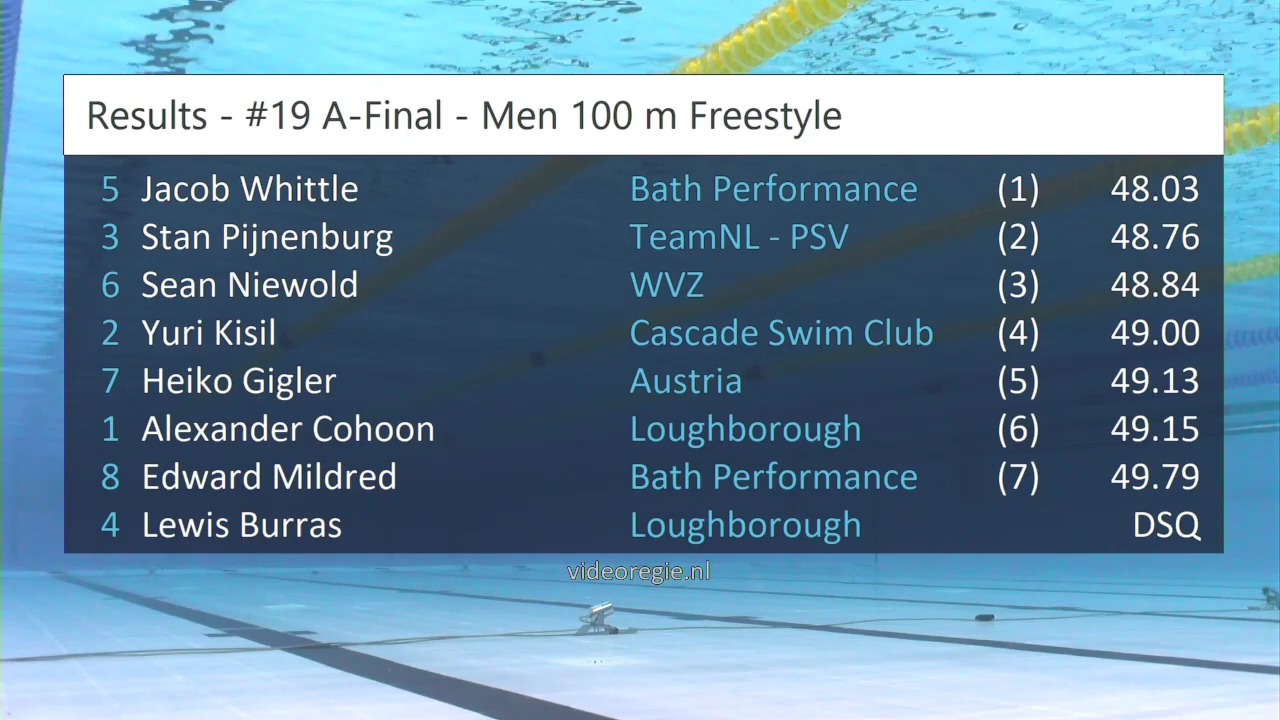 Results - #19 A-Final - Men 100 m Freestyle
5 Jacob Whittle Bath Performance (1) 48.03
3 Stan Pijnenburg TeamNL - PSV (2) 48.76
6 Sean Niewold WVZ (3) 48.84
2 Yuri Kisil Cascade Swim Club (4) 49.00
7 Heiko Gigler Austria (5) 49.13
1 Alexander Cohoon Loughborough (6) 49.15
8 Edward Mildred Bath Performance (7) 49.79
4 Lewis Burras Loughborough DSQ
videoregie.nl